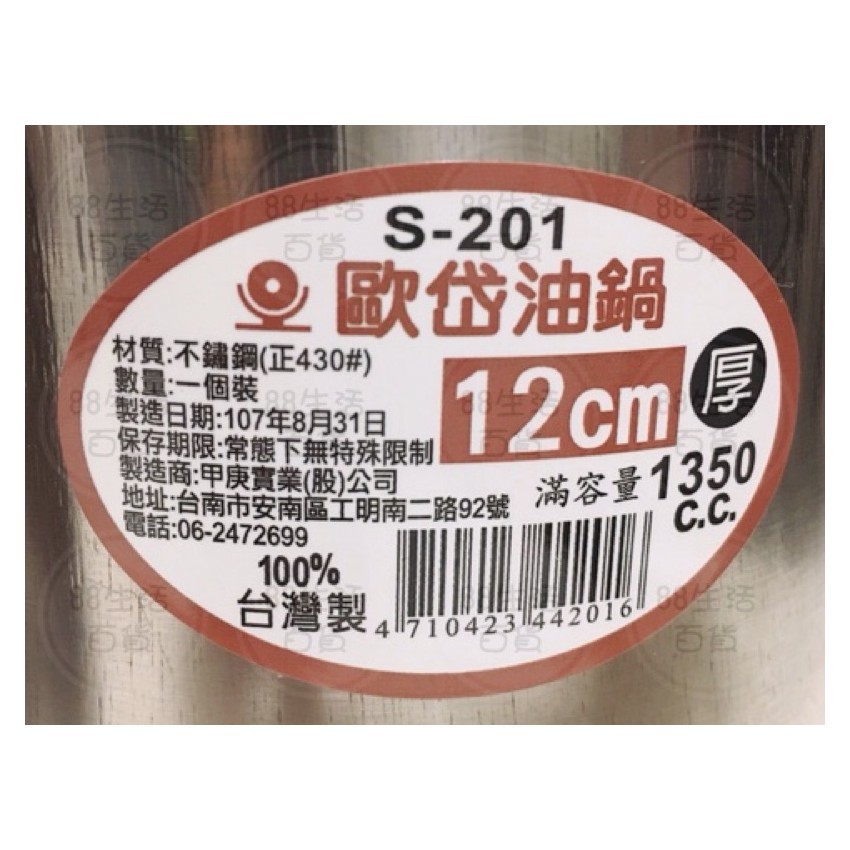 S-201
歐岱油鍋
材質:不鏽鋼(正430#)
數量:一個裝
製造日期:107年8月31日
保存期限:常態下無特殊限制
製造商:甲庚實業(股)公司
地址:台南市安南區工明南二路92號
電話:06-2472699
12cm
厚
滿容量1350
C.C.
100%
台灣製
4 710423 442016
88生活
百貨